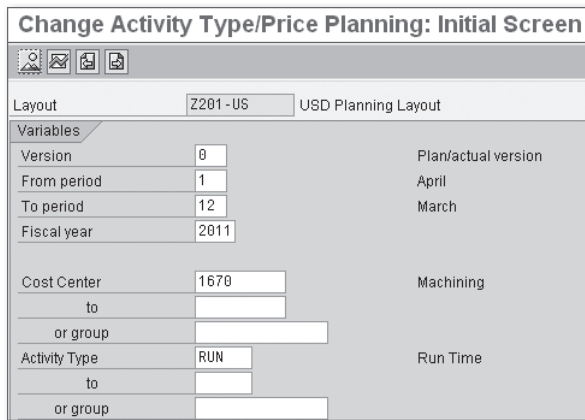 Change Activity Type/Price Planning: Initial Screen
Layout Z201-US USD Planning Layout
Variables
Version 0 Plan/actual version
From period 1 April
To period 12 March
Fiscal year 2011
Cost Center 1670 Machining
to
or group
Activity Type RUN Run Time
to
or group